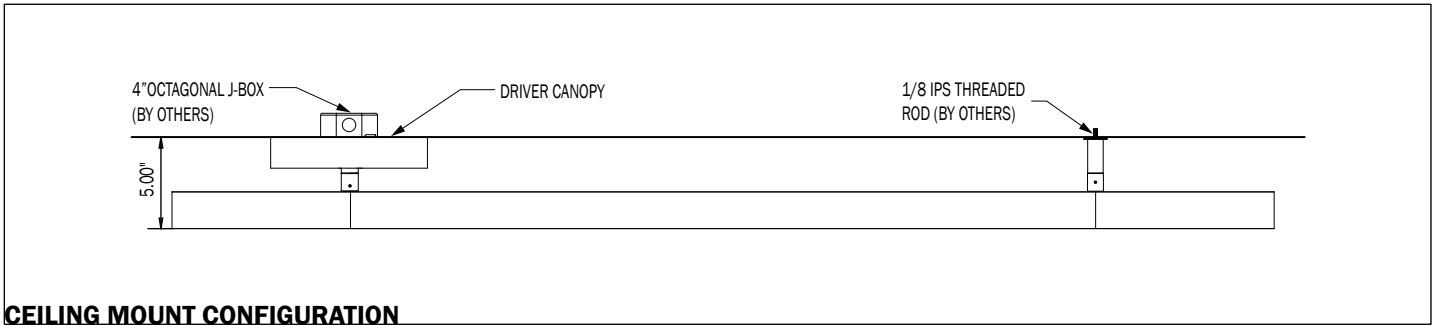 4”OCTAGONAL J-BOX
(BY OTHERS)
DRIVER CANOPY
1/8 IPS THREADED
ROD (BY OTHERS)
5.00"
CEILING MOUNT CONFIGURATION